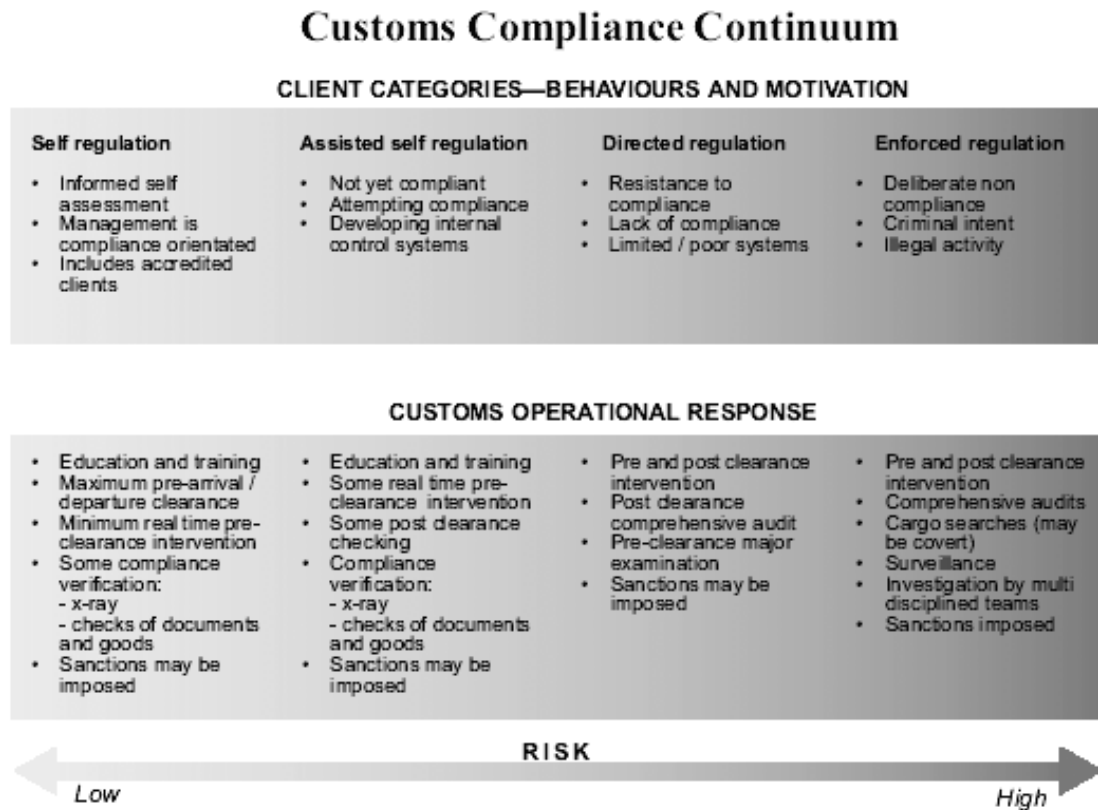 Customs Compliance Continuum
CLIENT CATEGORIES—BEHAVIOURS AND MOTIVATION
Self regulation
• Informed self
assessment
• Management is
compliance orientated
• Includes accredited
clients
Assisted self regulation
• Not yet compliant
• Attempting compliance
• Developing internal
control systems
Directed regulation
• Resistance to
compliance
• Lack of compliance
• Limited / poor systems
Enforced regulation
• Deliberate non
compliance
• Criminal intent
• Illegal activity
CUSTOMS OPERATIONAL RESPONSE
• Education and training
• Maximum pre-arrival /
departure clearance
• Minimum real time pre-
clearance intervention
• Some compliance
verification:
- x-ray
- checks of documents
and goods
• Sanctions may be
imposed
• Education and training
• Some real time pre-
clearance intervention
• Some post clearance
checking
• Compliance
verification:
- x-ray
- checks of documents
and goods
• Sanctions may be
imposed
• Pre and post clearance
intervention
• Post clearance
comprehensive audit
• Pre-clearance major
examination
• Sanctions may be
imposed
• Pre and post clearance
intervention
• Comprehensive audits
• Cargo searches (may
be covert)
• Surveillance
• Investigation by multi
disciplined teams
• Sanctions imposed
RISK
Low
High